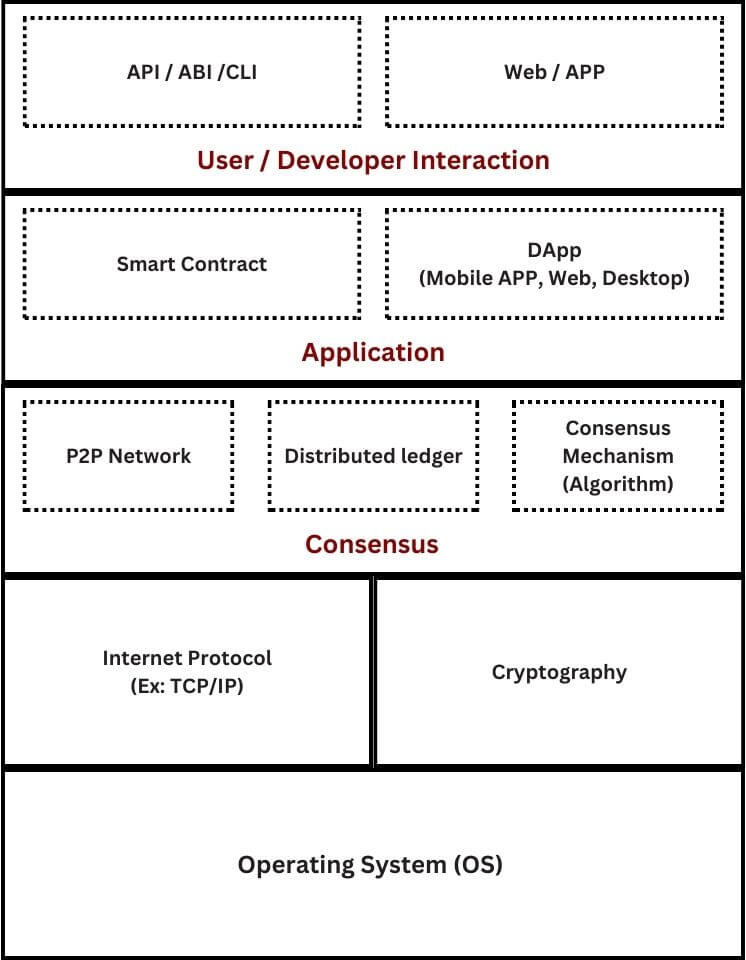 API / ABI /CLI
Web / APP
User / Developer Interaction
Smart Contract
DApp
(Mobile APP, Web, Desktop)
Application
P2P Network
Distributed ledger
Consensus
Mechanism
(Algorithm)
Consensus
Internet Protocol
(Ex: TCP/IP)
Cryptography
Operating System (OS)